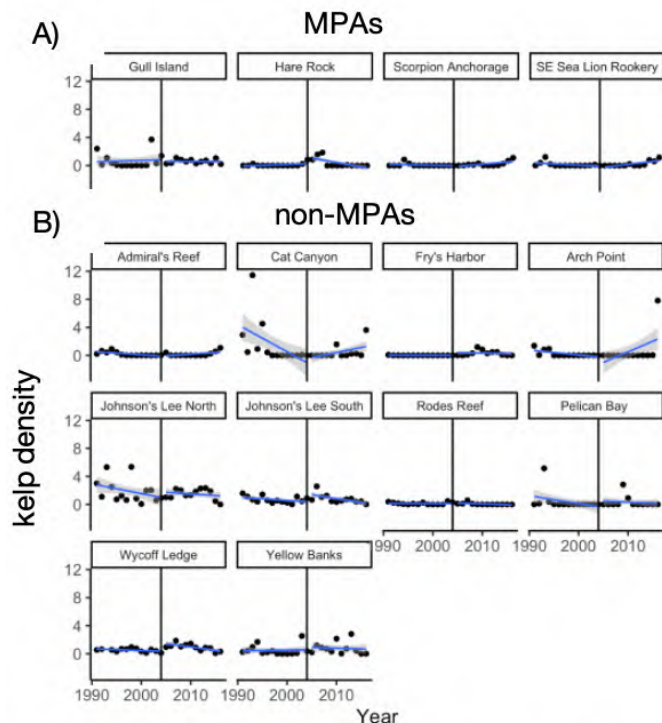 MPAs
A)
Gull Island Hare Rock Scorpion Anchorage SE Sea Lion Rookery
12
8
4
0
non-MPAs
B)
Admiral's Reef Cat Canyon Fry's Harbor Arch Point
12
8
4
0
Johnson's Lee North Johnson's Lee South Rodes Reef Pelican Bay
12
8
4
0
1990 2000 2010 1990 2000 2010
Wycoff Ledge Yellow Banks
12
8
4
0
1990 2000 2010 1990 2000 2010
kelp density
Year